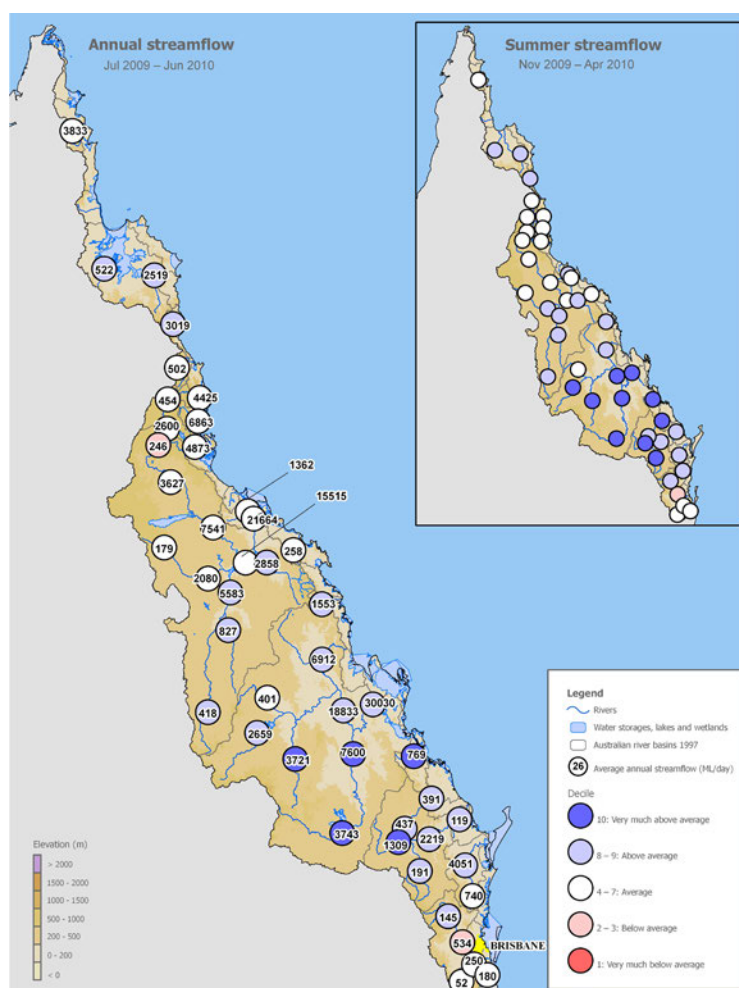 Annual streamflow
Jul 2009 – Jun 2010
Summer streamflow
Nov 2009 – Apr 2010
3833
522
2519
3019
502
454
4425
2600
6863
246
4873
3627
1362
15515
21664
7541
179
258
2858
2080
5583
1553
827
6912
401
30030
418
18833
2659
3721
7600
769
391
119
437
3743
1309
2219
191
4051
740
145
534
BRISBANE
250
180
52
Legend
Rivers
Water storages, lakes and wetlands
Australian river basins 1997
26
Average annual streamflow (ML/day)
Decile
10: Very much above average
8 – 9: Above average
4 – 7: Average
2 – 3: Below average
1: Very much below average
Elevation (m)
> 2000
1500 - 2000
1000 - 1500
500 - 1000
200 - 500
0 - 200
< 0